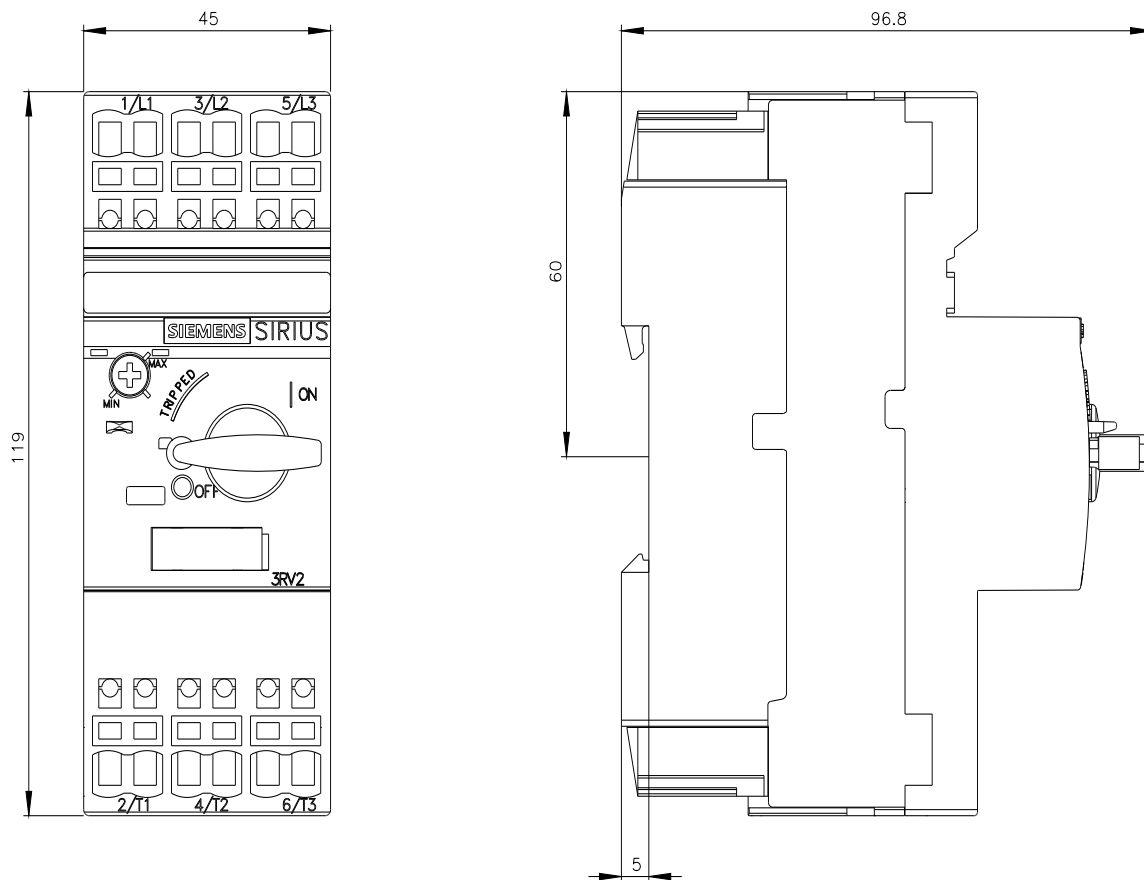 45
96.8
1/L1 3/L2 5/L3
60
SIEMENS SIRIUS
MAX
MIN
TRIPPED
ON
119
OFF
3RV2
2/T1 4/T2 6/T3
5